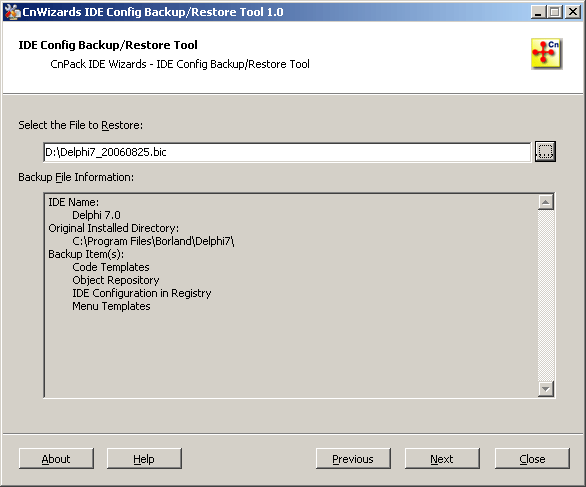 CnWizards IDE Config Backup/Restore Tool 1.0
IDE Config Backup/Restore Tool
CnPack IDE Wizards - IDE Config Backup/Restore Tool
Cn
Select the File to Restore:
D:\Delphi7_20060825.bic
...
Backup File Information:
IDE Name:
Delphi 7.0
Original Installed Directory:
C:\Program Files\Borland\Delphi7\
Backup Item(s):
Code Templates
Object Repository
IDE Configuration in Registry
Menu Templates
About Help Previous Next Close